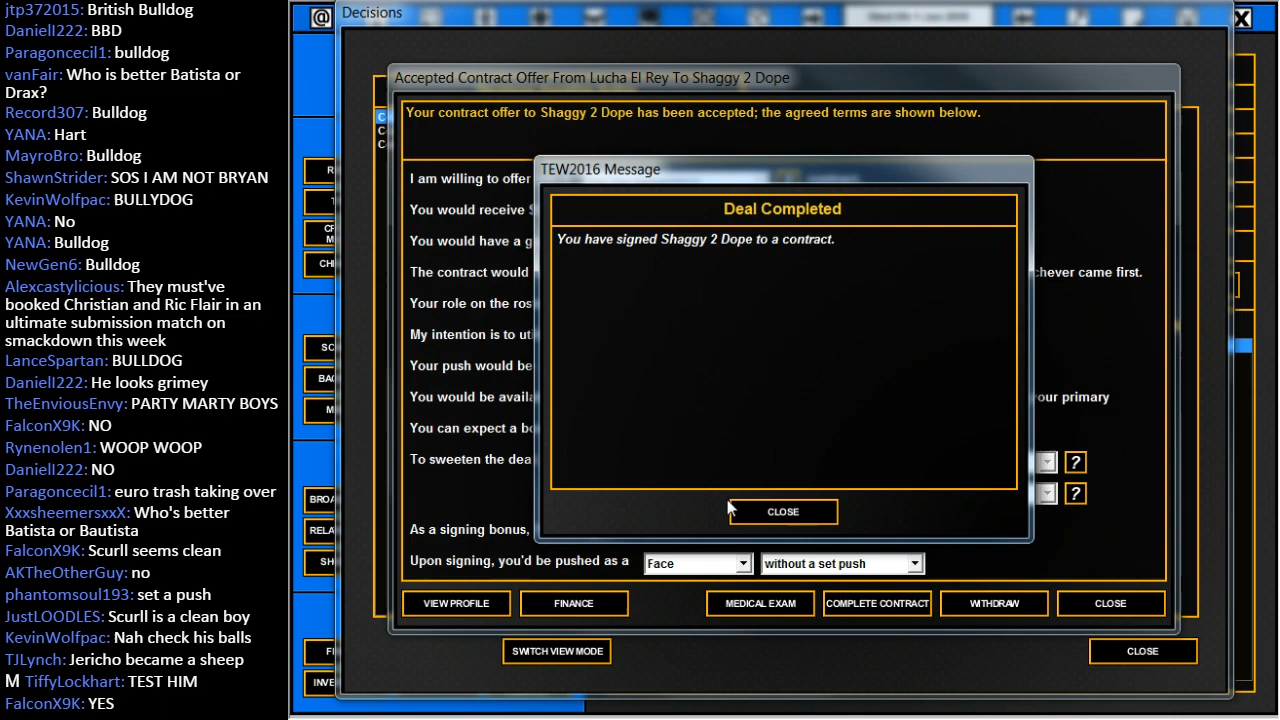 jtp372015: British Bulldog
Daniell222: BBD
Paragoncecil1: bulldog
vanFair: Who is better Batista or
Drax?
Record307: Bulldog
YANA: Hart
MayroBro: Bulldog
ShawnStrider: SOS I AM NOT BRYAN
KevinWolfpac: BULLYDOG
YANA: No
YANA: Bulldog
NewGen6: Bulldog
Alexcastylicious: They must've
booked Christian and Ric Flair in an
ultimate submission match on
smackdown this week
LanceSpartan: BULLDOG
Daniell222: He looks grimey
TheEnviousEnvy: PARTY MARTY BOYS
FalconX9K: NO
Rynenolen1: WOOP WOOP
Daniell222: NO
Paragoncecil1: euro trash taking over
XxxsheemersxxX: Who's better
Batista or Bautista
FalconX9K: Scurll seems clean
AKTheOtherGuy: no
phantomsoul193: set a push
JustLOODLES: Scurll is a clean boy
KevinWolfpac: Nah check his balls
TJLynch: Jericho became a sheep
M TiffyLockhart: TEST HIM
FalconX9K: YES
@
X
Decisions
Accepted Contract Offer From Lucha El Rey To Shaggy 2 Dope
Your contract offer to Shaggy 2 Dope has been accepted; the agreed terms are shown below.
I am willing to offer
You would receive
You would have a g
The contract would
chever came first.
Your role on the ros
My intention is to uti
Your push would be
You would be availa
our primary
You can expect a bo
To sweeten the dea
?
?
As a signing bonus,
Upon signing, you'd be pushed as a Face without a set push
TEW2016 Message
Deal Completed
You have signed Shaggy 2 Dope to a contract.
CLOSE
VIEW PROFILE FINANCE MEDICAL EXAM COMPLETE CONTRACT WITHDRAW CLOSE
SWITCH VIEW MODE CLOSE
C
C
C
R
CHE
SC
BAC
M
BROA
RELA
SH
FI
INVE